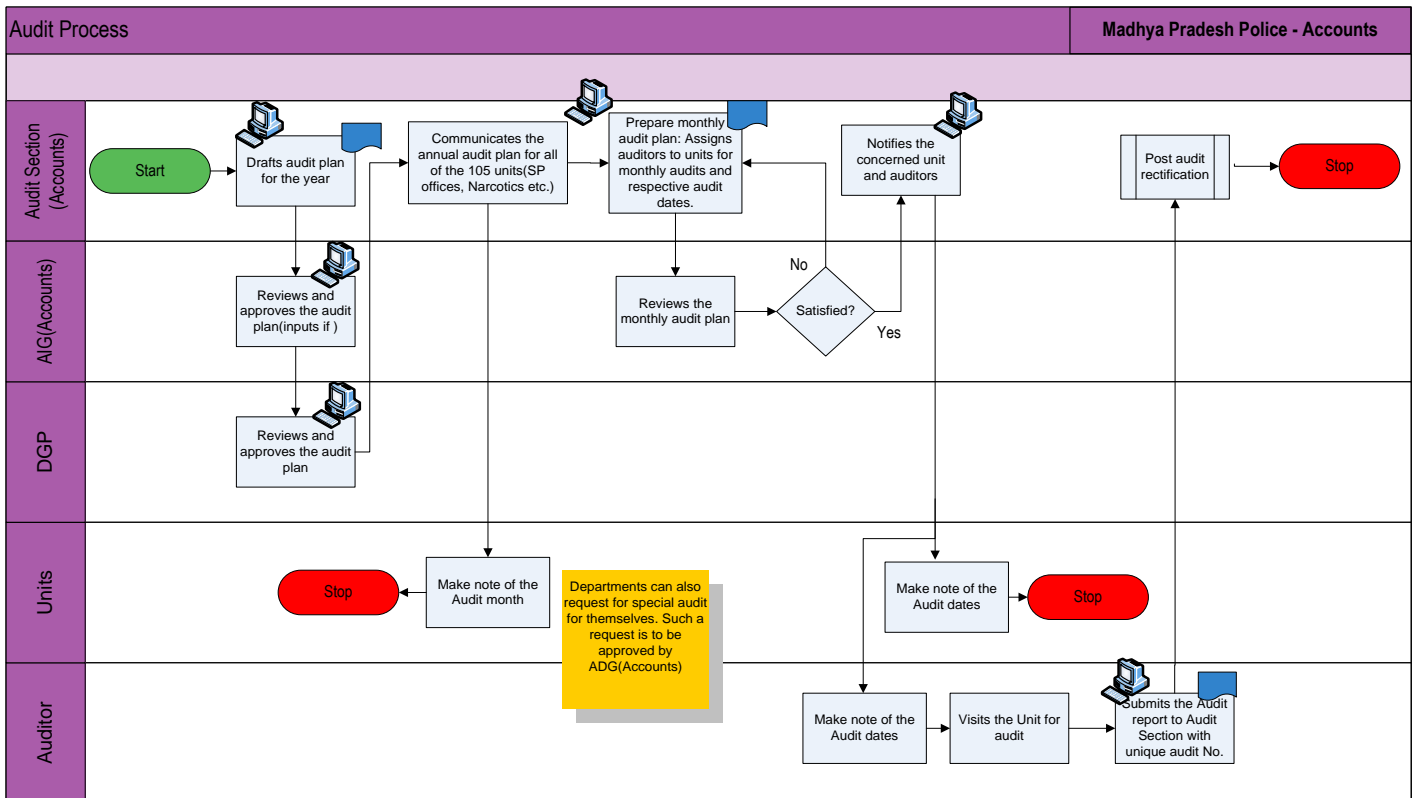 Audit Process
Madhya Pradesh Police - Accounts
Audit Section
(Accounts)
Start
Drafts audit plan
for the year
Communicates the
annual audit plan for all
of the 105 units(SP
offices, Narcotics etc.)
Prepare monthly
audit plan: Assigns
auditors to units for
monthly audits and
respective audit
dates.
Notifies the
concerned unit
and auditors
Post audit
rectification
Stop
AIG(Accounts)
Reviews and
approves the audit
plan(inputs if )
Reviews the
monthly audit plan
Satisfied?
No
Yes
DGP
Reviews and
approves the audit
plan
Units
Stop
Make note of the
Audit month
Departments can also
request for special audit
for themselves. Such a
request is to be
approved by
ADG(Accounts)
Make note of the
Audit dates
Stop
Auditor
Make note of the
Audit dates
Visits the Unit for
audit
Submits the Audit
report to Audit
Section with
unique audit No.